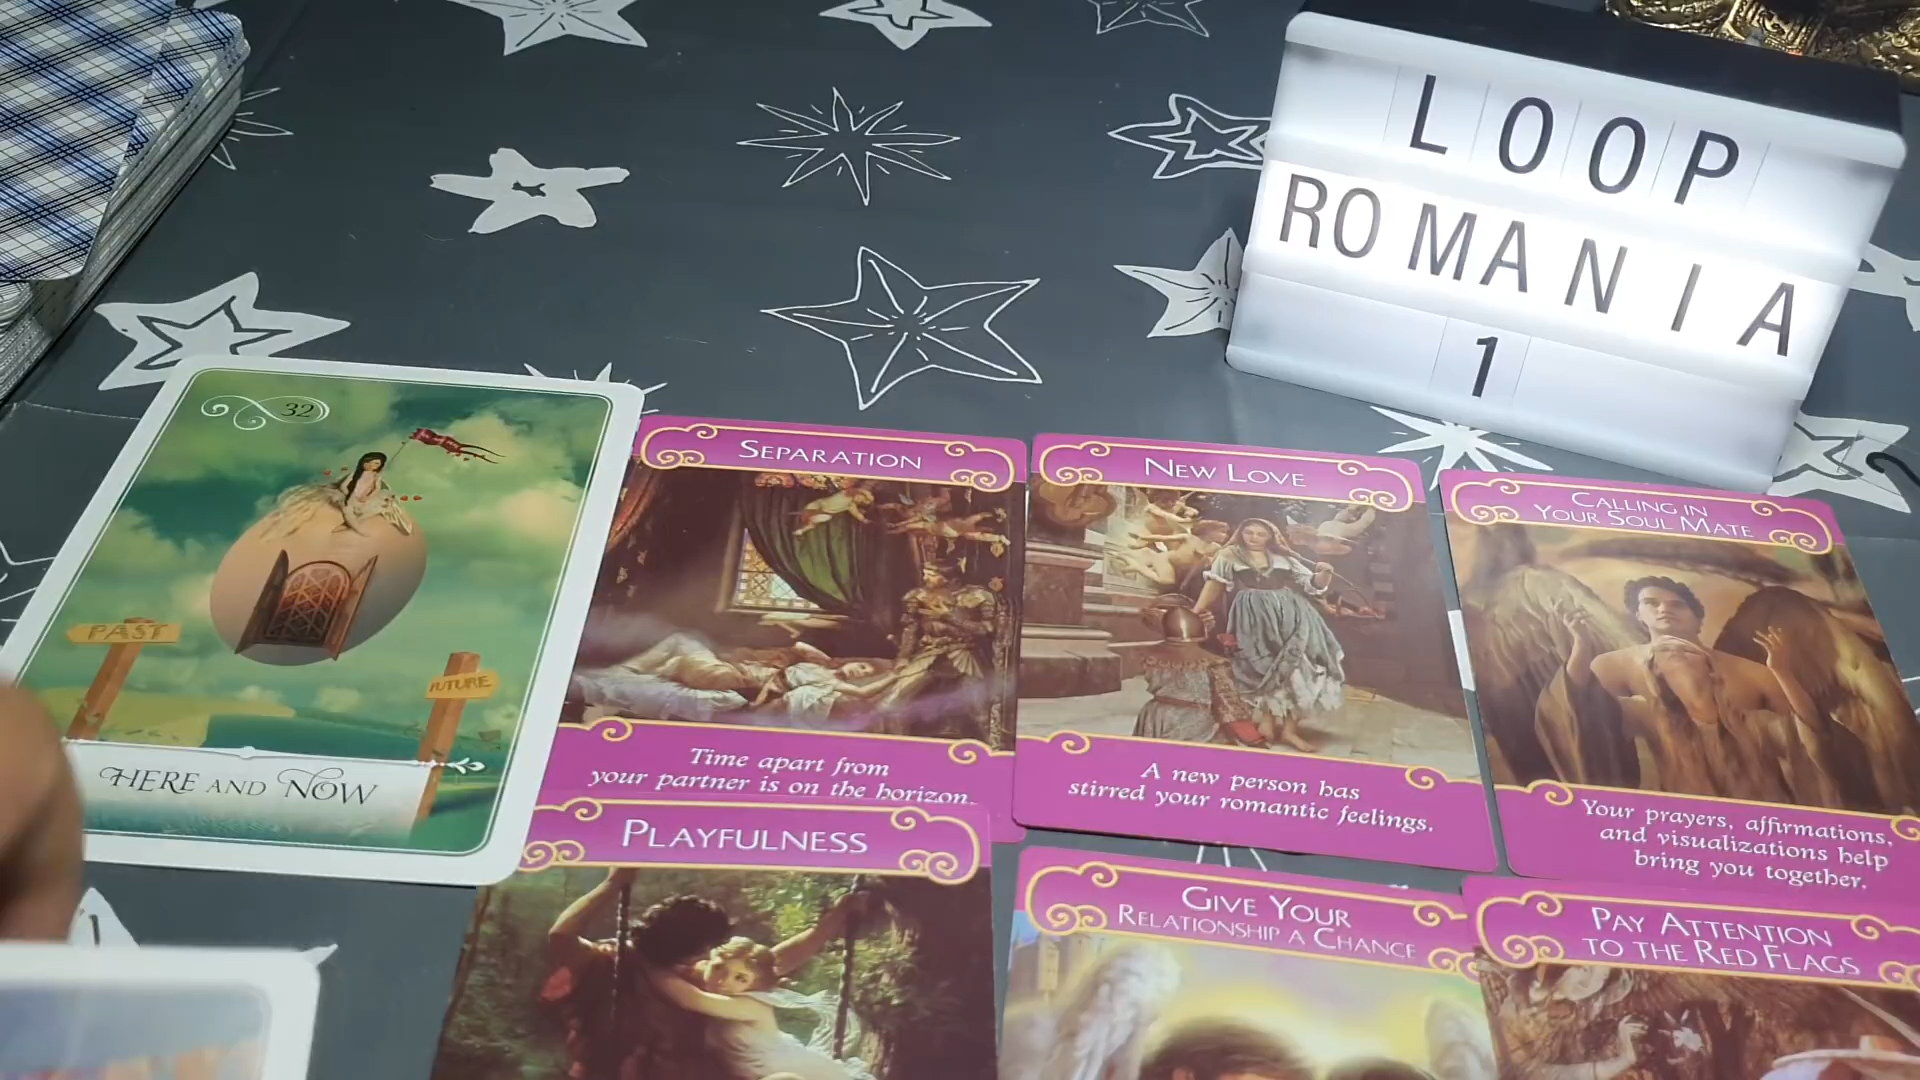 LOOP
ROMANIA
1
32
PAST
FUTURE
HERE AND NOW
SEPARATION
Time apart from
your partner is on the horizon.
NEW LOVE
A new person has
stirred your romantic feelings.
CALLING IN
YOUR SOUL MATE
Your prayers, affirmations,
and visualizations help
bring you together.
PLAYFULNESS
GIVE YOUR
RELATIONSHIP A CHANCE
PAY ATTENTION
TO THE RED FLAGS